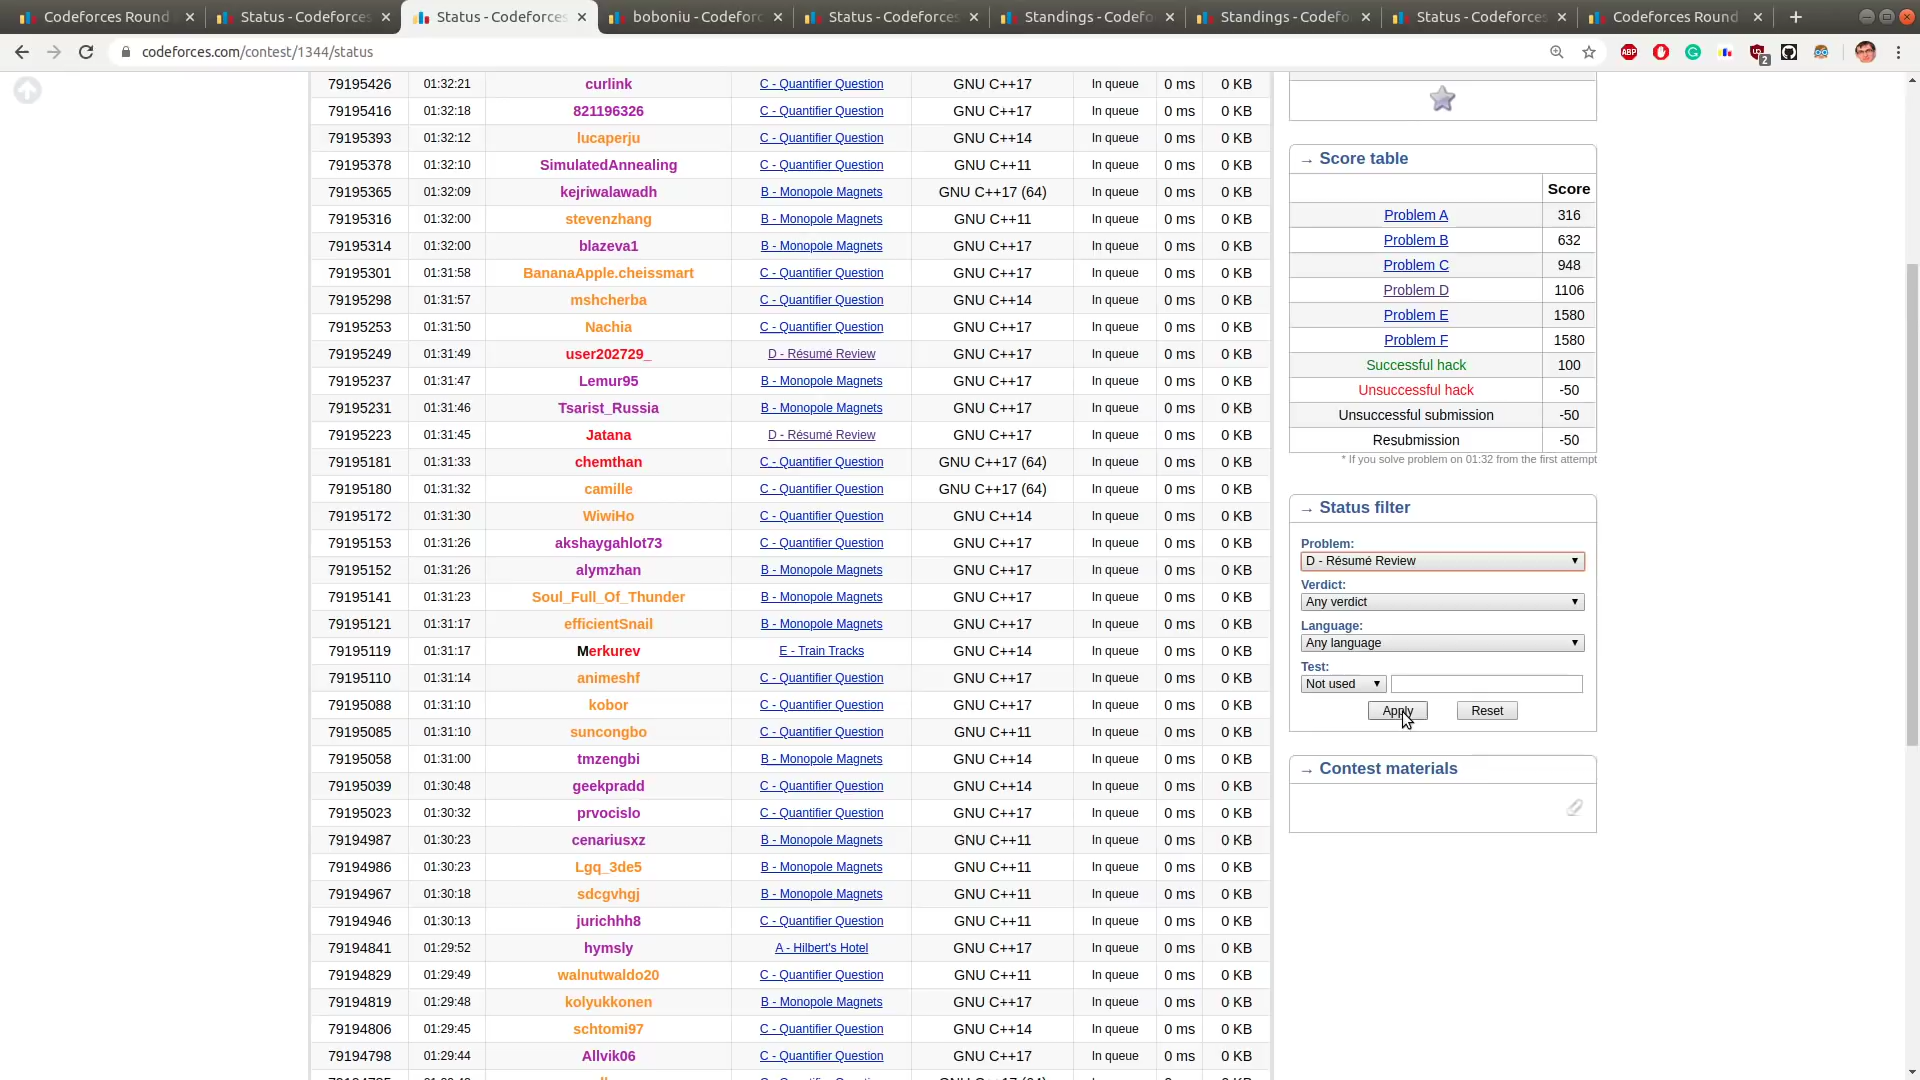 Codeforces Round
Status - Codeforces
Status - Codeforces
boboniu - Codeforc
Status - Codeforces
Standings - Codefo
Standings - Codefo
Status - Codeforces
Codeforces Round
codeforces.com/contest/1344/status
ABP
2
79195426 01:32:21 curlink C - Quantifier Question GNU C++17 In queue 0 ms 0 KB
79195416 01:32:18 821196326 C - Quantifier Question GNU C++17 In queue 0 ms 0 KB
79195393 01:32:12 lucaperju C - Quantifier Question GNU C++14 In queue 0 ms 0 KB
79195378 01:32:10 SimulatedAnnealing C - Quantifier Question GNU C++11 In queue 0 ms 0 KB
79195365 01:32:09 kejriwalawadh B - Monopole Magnets GNU C++17 (64) In queue 0 ms 0 KB
79195316 01:32:00 stevenzhang B - Monopole Magnets GNU C++11 In queue 0 ms 0 KB
79195314 01:32:00 blazeva1 B - Monopole Magnets GNU C++17 In queue 0 ms 0 KB
79195301 01:31:58 BananaApple.cheissmart C - Quantifier Question GNU C++17 In queue 0 ms 0 KB
79195298 01:31:57 mshcherba C - Quantifier Question GNU C++14 In queue 0 ms 0 KB
79195253 01:31:50 Nachia C - Quantifier Question GNU C++17 In queue 0 ms 0 KB
79195249 01:31:49 user202729_ D - Résumé Review GNU C++17 In queue 0 ms 0 KB
79195237 01:31:47 Lemur95 B - Monopole Magnets GNU C++17 In queue 0 ms 0 KB
79195231 01:31:46 Tsarist_Russia B - Monopole Magnets GNU C++17 In queue 0 ms 0 KB
79195223 01:31:45 Jatana D - Résumé Review GNU C++17 In queue 0 ms 0 KB
79195181 01:31:33 chemthan C - Quantifier Question GNU C++17 (64) In queue 0 ms 0 KB
79195180 01:31:32 camille C - Quantifier Question GNU C++17 (64) In queue 0 ms 0 KB
79195172 01:31:30 WiwiHo C - Quantifier Question GNU C++14 In queue 0 ms 0 KB
79195153 01:31:26 akshaygahlot73 C - Quantifier Question GNU C++17 In queue 0 ms 0 KB
79195152 01:31:26 alymzhan B - Monopole Magnets GNU C++17 In queue 0 ms 0 KB
79195141 01:31:23 Soul_Full_Of_Thunder B - Monopole Magnets GNU C++17 In queue 0 ms 0 KB
79195121 01:31:17 efficientSnail B - Monopole Magnets GNU C++17 In queue 0 ms 0 KB
79195119 01:31:17 Merkurev E - Train Tracks GNU C++14 In queue 0 ms 0 KB
79195110 01:31:14 animeshf C - Quantifier Question GNU C++17 In queue 0 ms 0 KB
79195088 01:31:10 kobor C - Quantifier Question GNU C++17 In queue 0 ms 0 KB
79195085 01:31:10 suncongbo C - Quantifier Question GNU C++11 In queue 0 ms 0 KB
79195058 01:31:00 tmzengbi B - Monopole Magnets GNU C++14 In queue 0 ms 0 KB
79195039 01:30:48 geekpradd C - Quantifier Question GNU C++14 In queue 0 ms 0 KB
79195023 01:30:32 prvocislo C - Quantifier Question GNU C++17 In queue 0 ms 0 KB
79194987 01:30:23 cenariusxz B - Monopole Magnets GNU C++11 In queue 0 ms 0 KB
79194986 01:30:23 Lgq_3de5 B - Monopole Magnets GNU C++11 In queue 0 ms 0 KB
79194967 01:30:18 sdcgvhgj B - Monopole Magnets GNU C++17 In queue 0 ms 0 KB
79194946 01:30:13 jurichhh8 C - Quantifier Question GNU C++11 In queue 0 ms 0 KB
79194841 01:29:52 hymsly A - Hilbert's Hotel GNU C++17 In queue 0 ms 0 KB
79194829 01:29:49 walnutwaldo20 C - Quantifier Question GNU C++11 In queue 0 ms 0 KB
79194819 01:29:48 kolyukkonen B - Monopole Magnets GNU C++17 In queue 0 ms 0 KB
79194806 01:29:45 schtomi97 C - Quantifier Question GNU C++14 In queue 0 ms 0 KB
79194798 01:29:44 Allvik06 C - Quantifier Question GNU C++17 In queue 0 ms 0 KB
→ Score table
Score
Problem A 316
Problem B 632
Problem C 948
Problem D 1106
Problem E 1580
Problem F 1580
Successful hack 100
Unsuccessful hack -50
Unsuccessful submission -50
Resubmission -50
* If you solve problem on 01:32 from the first attempt
→ Status filter
Problem:
D - Résumé Review
Verdict:
Any verdict
Language:
Any language
Test:
Not used
Apply Reset
→ Contest materials